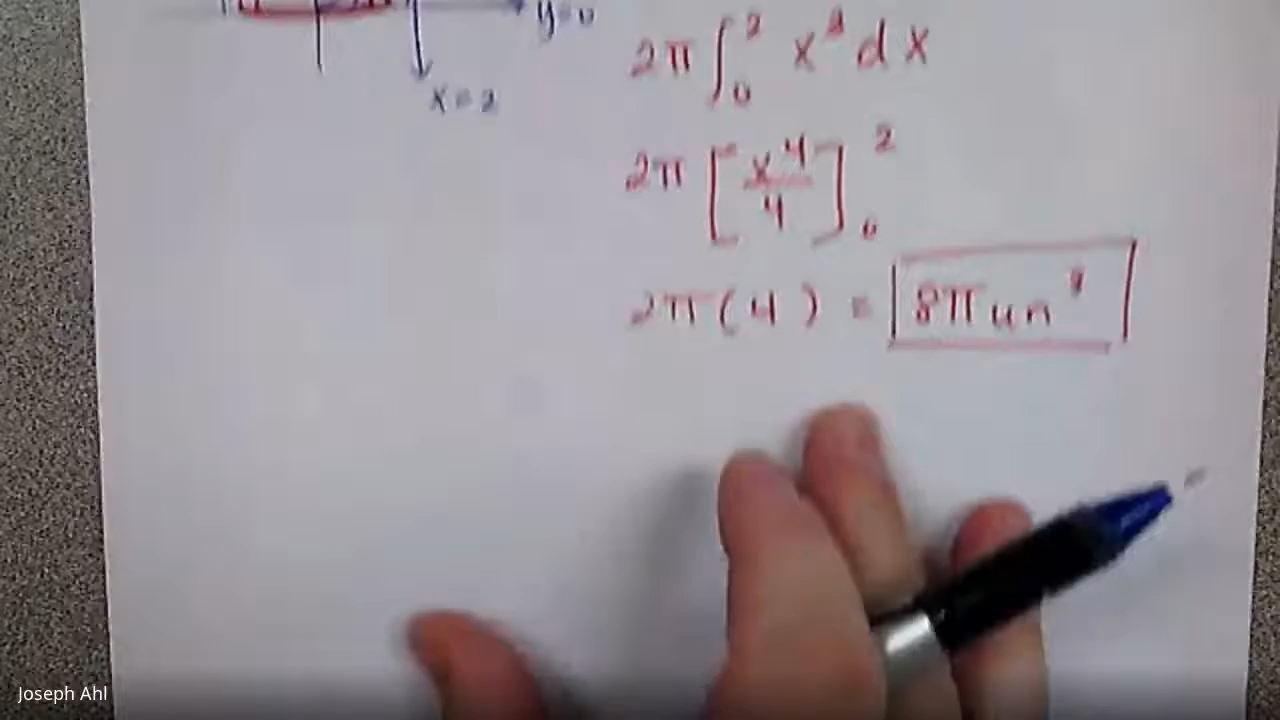 y=0
x=2
2π ∫₀² x³ dx
2π [x⁴/4]₀²
2π(4) = 8π un³
Joseph Ahl